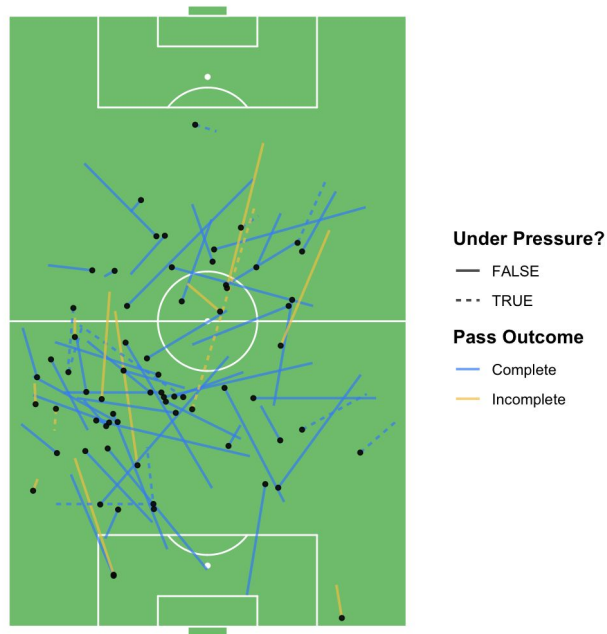 Under Pressure?
FALSE
TRUE
Pass Outcome
Complete
Incomplete